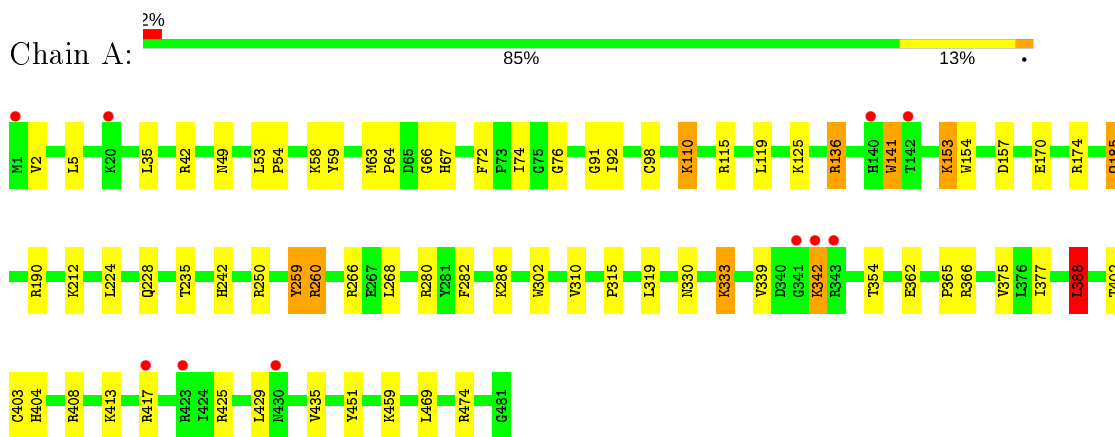 2%
Chain A:
85% 13% •
M1 V2 L5 K20 L35 R42 N49 L53 P54 K58 Y59 M63 P64 D65 G66 H67 F72 P73 I74 G75 G76 G91 I92 C98 K110 R115 L119 K125 R136 H140 W141 T142 K153 W154 D157 E170 R174
R190 K212 L224 Q228 T235 H242 R250 Y259 R260 R266 E267 L268 R280 Y281 F282 K286 W302 V310 P315 L319 N330 K333 V339 D340 G341 K342 R343 T354 E362 P365 R366 V375 L376 I377 L388 T402
C403 H404 R408 K413 R417 R423 I424 R425 L429 N430 V435 Y451 K459 L469 R474 G481